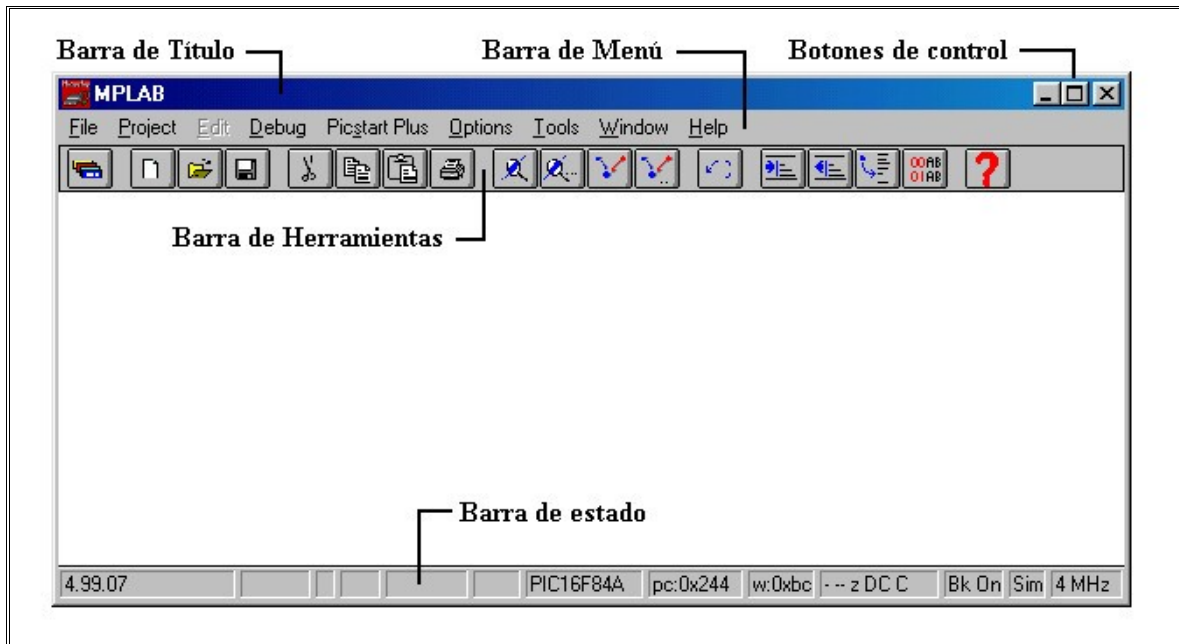 Barra de Título
Barra de Menú
Botones de control
MPLAB
File Project Edit Debug Picstart Plus Options Tools Window Help
00AB
01AB
?
Barra de Herramientas
Barra de estado
4.99.07 PIC16F84A pc:0x244 w:0xbc - -- z DC C Bk On Sim 4 MHz